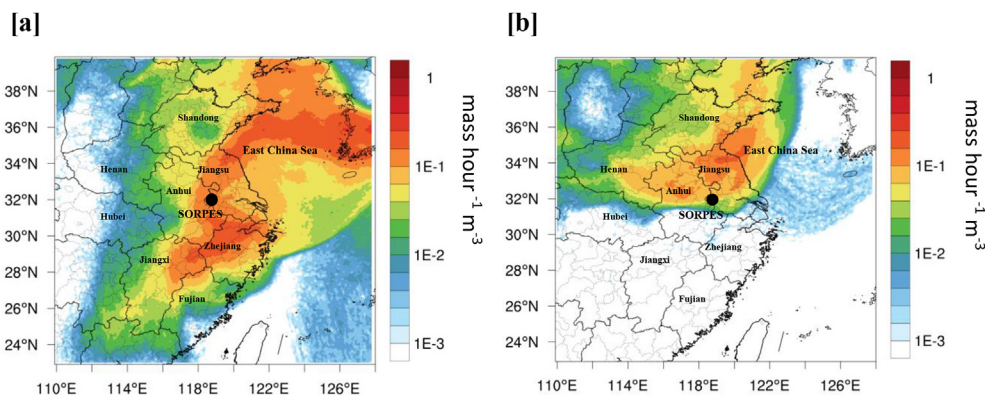 [a]
38°N
36°N
34°N
32°N
30°N
28°N
26°N
24°N
110°E
114°E
118°E
122°E
126°E
Shandong
East China Sea
Henan
Jiangsu
Anhui
Hubei
SORPES
Zhejiang
Jiangxi
Fujian
1
1E-1
1E-2
1E-3
mass hour -1 m-3
[b]
38°N
36°N
34°N
32°N
30°N
28°N
26°N
24°N
110°E
114°E
118°E
122°E
126°E
Shandong
East China Sea
Henan
Jiangsu
Anhui
Hubei
SORPES
Zhejiang
Jiangxi
Fujian
1
1E-1
1E-2
1E-3
mass hour -1 m-3